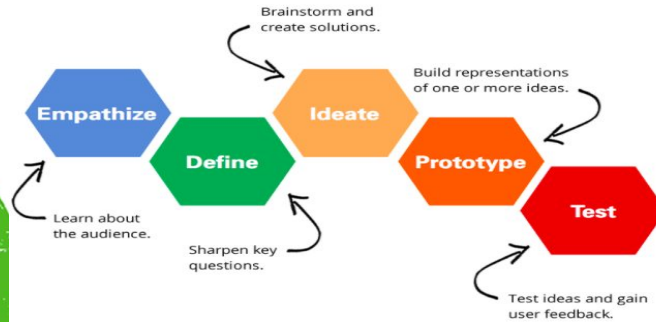 Brainstorm and
create solutions.
Build representations
of one or more ideas.
Empathize
Ideate
Define
Prototype
Test
Learn about
the audience.
Sharpen key
questions.
Test ideas and gain
user feedback.